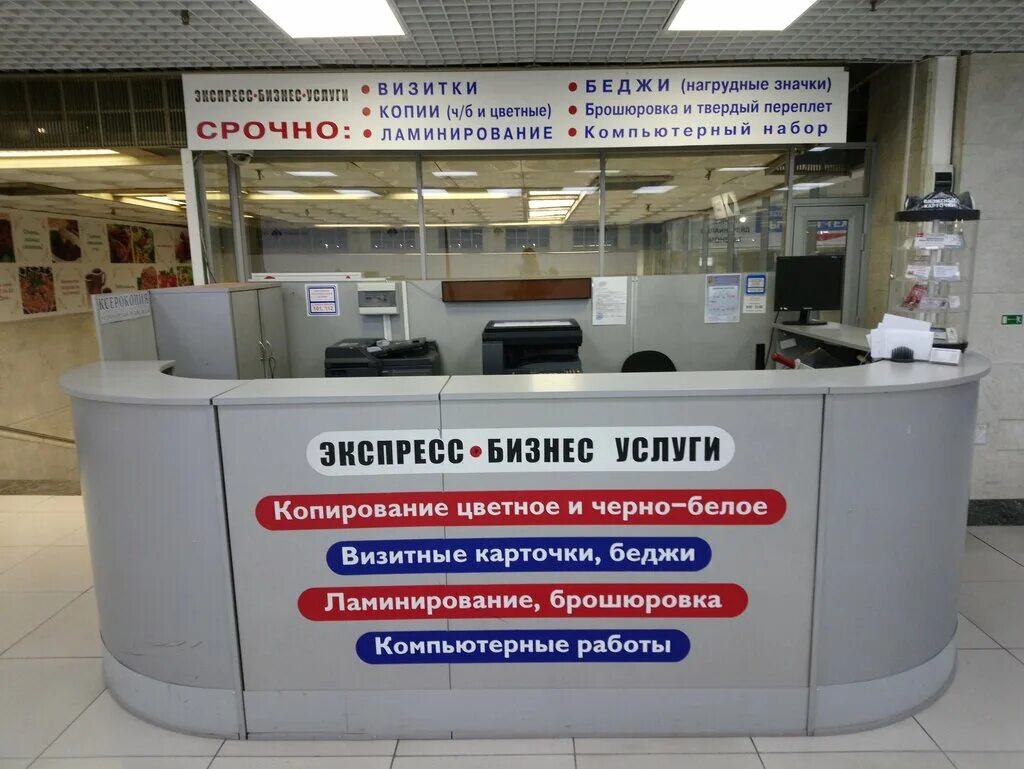 ЭКСПРЕСС•БИЗНЕС•УСЛУГИ
СРОЧНО:
• ВИЗИТКИ
• КОПИИ (ч/б и цветные)
• ЛАМИНИРОВАНИЕ
• БЕДЖИ (нагрудные значки)
• Брошюровка и твердый переплет
• Компьютерный набор
КСЕРОКОПИЯ
ЭКСПРЕСС•БИЗНЕС УСЛУГИ
Копирование цветное и черно-белое
Визитные карточки, беджи
Ламинирование, брошюровка
Компьютерные работы